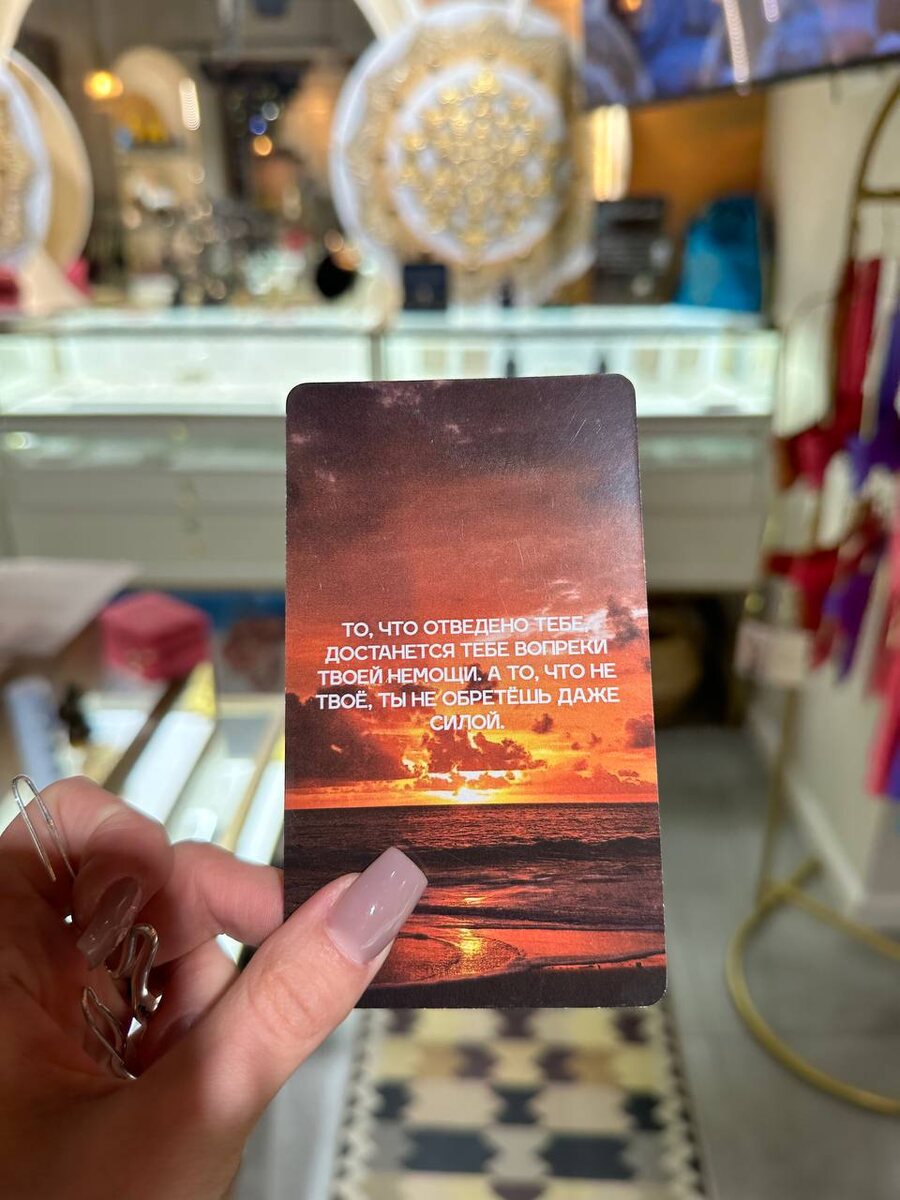 ТО, ЧТО ОТВЕДЕНО ТЕБЕ,
ДОСТАНЕТСЯ ТЕБЕ ВОПРЕКИ
ТВОЕЙ НЕМОЩИ. А ТО, ЧТО НЕ
ТВОЁ, ТЫ НЕ ОБРЕТЁШЬ ДАЖЕ
СИЛОЙ.